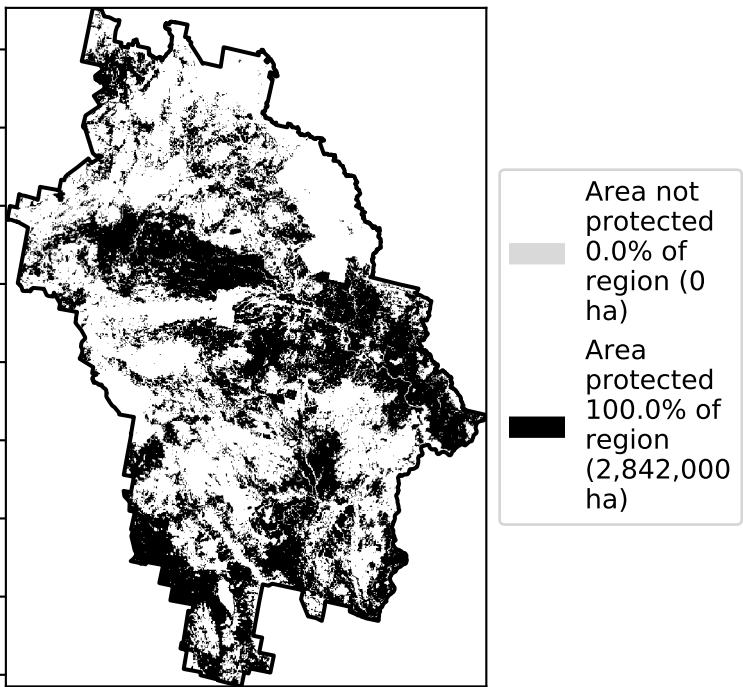 Area not
protected
0.0% of
region (0
ha)
Area
protected
100.0% of
region
(2,842,000
ha)